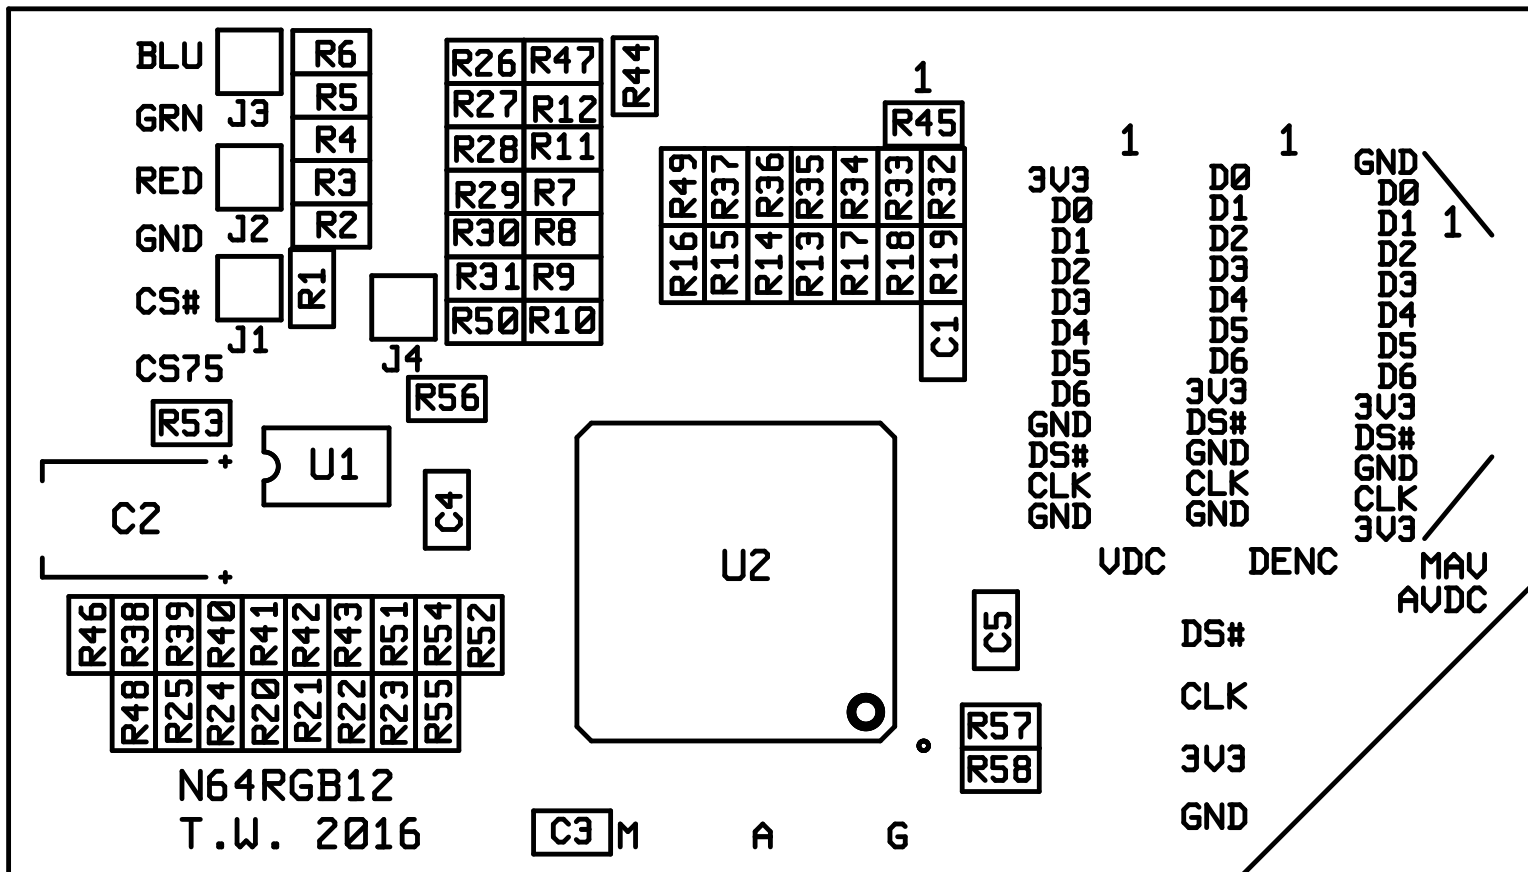 BLU
GRN
RED
GND
CS#
CS75
J3
J2
J1
R6
R5
R4
R3
R2
R1
J4
R26 R47
R27 R12
R28 R11
R29 R7
R30 R8
R31 R9
R50 R10
R44
R56
1
R45
R49 R37 R36 R35 R34 R33 R32
R16 R15 R14 R13 R17 R18 R19
C1
R53
U1
C2
+
+
C4
U2
C5
R46 R38 R39 R40 R41 R42 R43 R51 R54 R52
R48 R25 R24 R20 R21 R22 R23 R55
R57
R58
N64RGB12
T.W. 2016
C3
M A G
1
3V3
D0
D1
D2
D3
D4
D5
D6
GND
DS#
CLK
GND
VDC
1
D0
D1
D2
D3
D4
D5
D6
3V3
DS#
GND
CLK
GND
DENC
GND
D0
D1
1
D2
D3
D4
D5
D6
3V3
DS#
GND
CLK
3V3
MAV
AVDC
DS#
CLK
3V3
GND